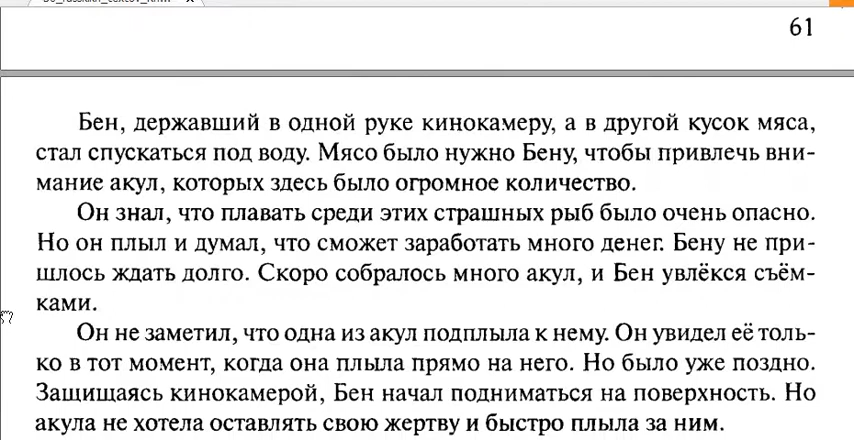 61
Бен, державший в одной руке кинокамеру, а в другой кусок мяса,
стал спускаться под воду. Мясо было нужно Бену, чтобы привлечь вни-
мание акул, которых здесь было огромное количество.
Он знал, что плавать среди этих страшных рыб было очень опасно.
Но он плыл и думал, что сможет заработать много денег. Бену не при-
шлось ждать долго. Скоро собралось много акул, и Бен увлёкся съём-
ками.
Он не заметил, что одна из акул подплыла к нему. Он увидел её толь-
ко в тот момент, когда она плыла прямо на него. Но было уже поздно.
Защищаясь кинокамерой, Бен начал подниматься на поверхность. Но
акула не хотела оставлять свою жертву и быстро плыла за ним.